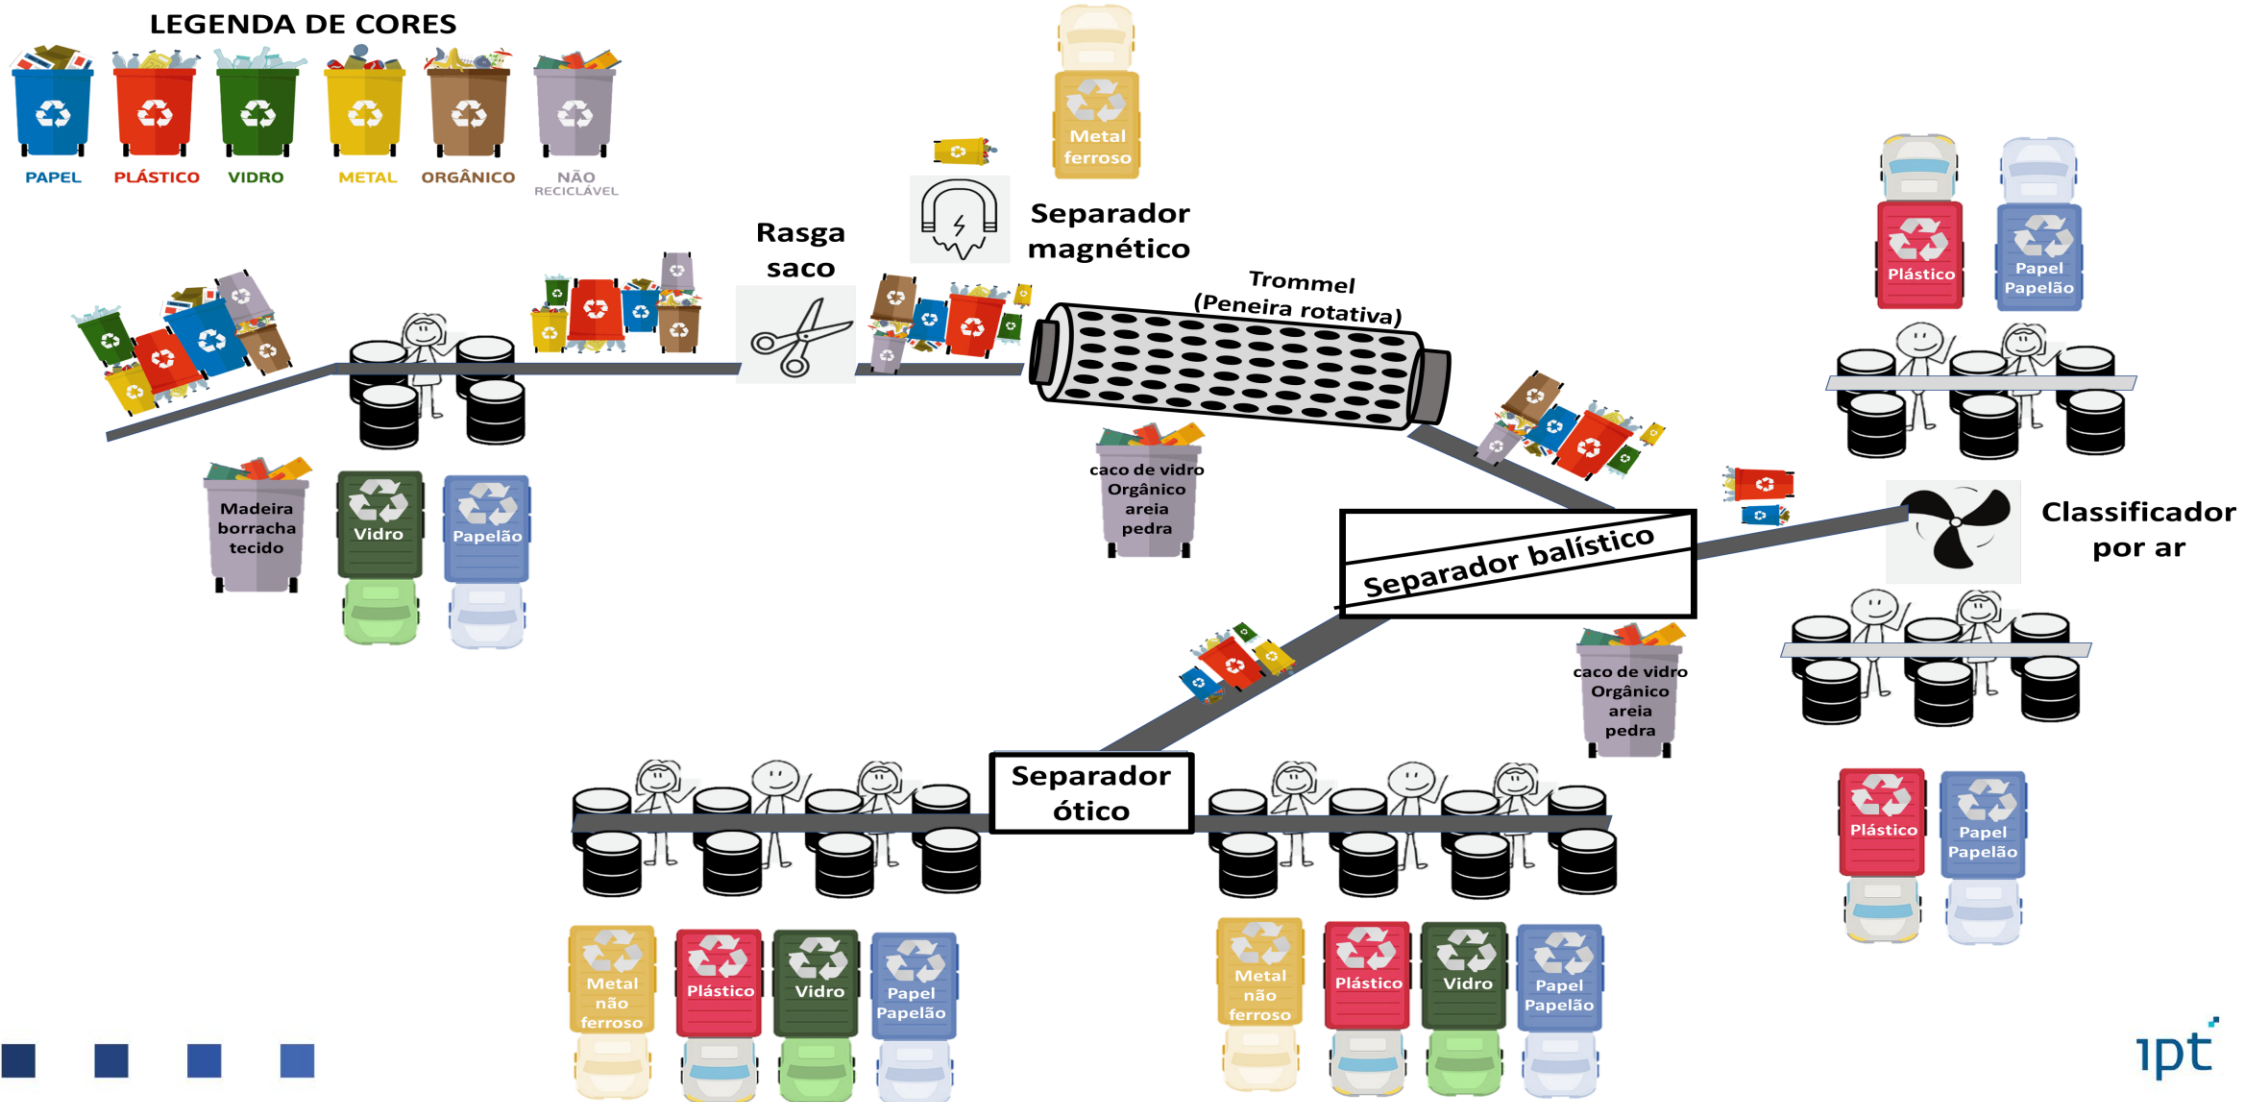 LEGENDA DE CORES
PAPEL
PLÁSTICO
VIDRO
METAL
ORGÂNICO
NÃO
RECICLÁVEL
Rasga
saco
Metal
ferroso
Separador
magnético
Trommel
(Peneira rotativa)
Plástico
Papel
Papelão
Madeira
borracha
tecido
Vidro
Papelão
caco de vidro
Orgânico
areia
pedra
Separador balístico
Classificador
por ar
caco de vidro
Orgânico
areia
pedra
Separador
ótico
Plástico
Papel
Papelão
Metal
não
ferroso
Plástico
Vidro
Papel
Papelão
Metal
não
ferroso
Plástico
Vidro
Papel
Papelão
ipt